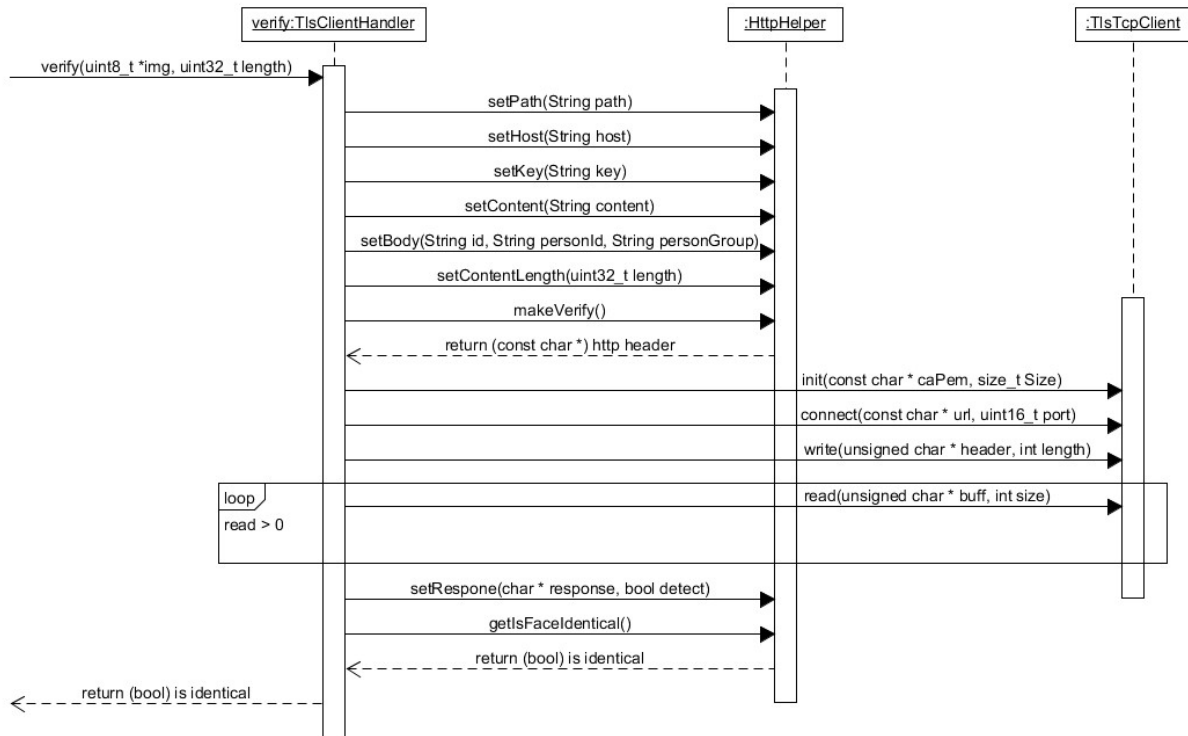 verify:TlsClientHandler
:HttpHelper
:TlsTcpClient
verify(uint8_t *img, uint32_t length)
setPath(String path)
setHost(String host)
setKey(String key)
setContent(String content)
setBody(String id, String personId, String personGroup)
setContentLength(uint32_t length)
makeVerify()
return (const char *) http header
init(const char * caPem, size_t Size)
connect(const char * url, uint16_t port)
write(unsigned char * header, int length)
loop
read(unsigned char * buff, int size)
read > 0
setRespone(char * response, bool detect)
getIsFaceIdentical()
return (bool) is identical
return (bool) is identical